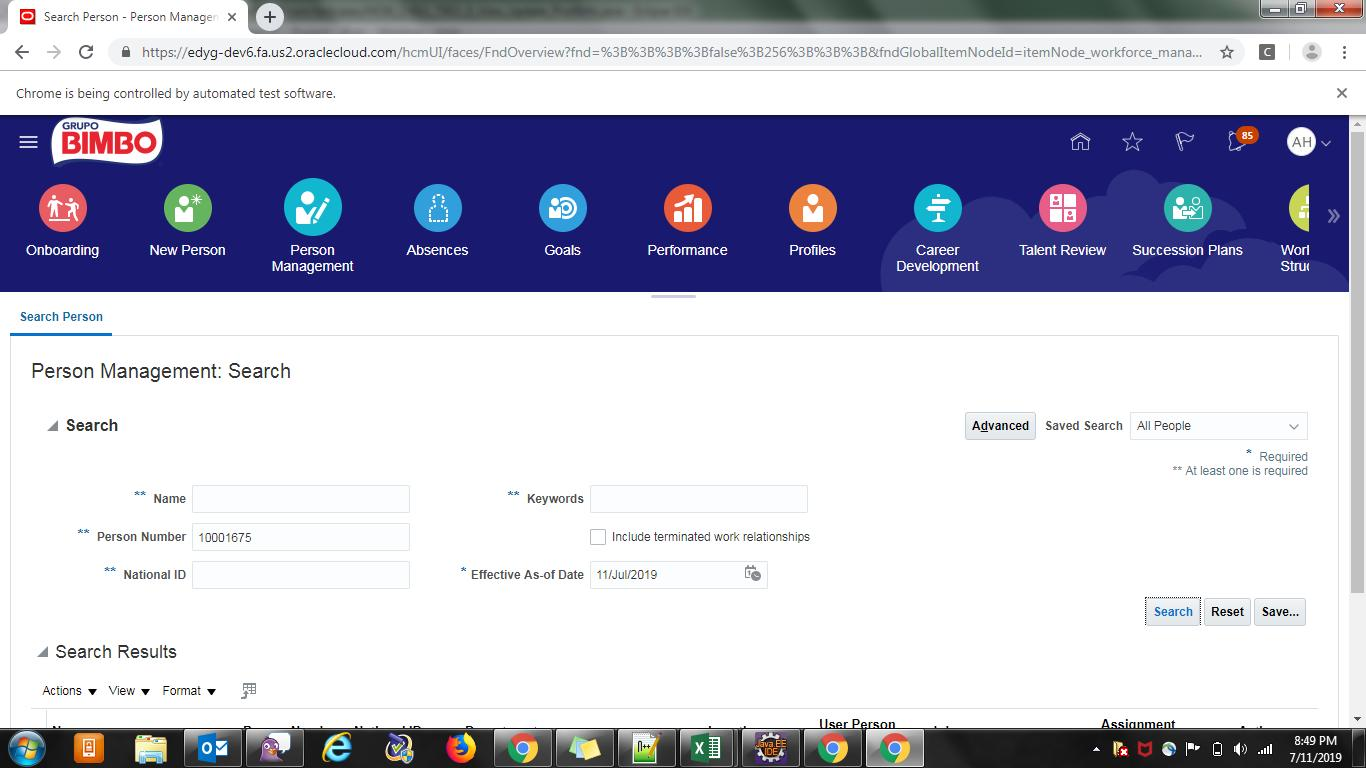 Search Person - Person Managen
https://edyg-dev6.fa.us2.oraclecloud.com/hcmUI/faces/FndOverview?fnd=%3B%3B%3B%3Bfalse%3B256%3B%3B%3B&fndGlobalItemNodeId=itemNode_workforce_mana...
C
Chrome is being controlled by automated test software.
GRUPO
BIMBO
85
AH
Onboarding
New Person
Person Management
Absences
Goals
Performance
Profiles
Career Development
Talent Review
Succession Plans
Search Person
Person Management: Search
Search
Advanced Saved Search All People
* Required
** At least one is required
** Name
** Keywords
** Person Number 10001675
Include terminated work relationships
** National ID
* Effective As-of Date 11/Jul/2019
Search Reset Save...
Search Results
Actions View Format
User Person
Assignment
Java EE
IDE
8:49 PM
7/11/2019